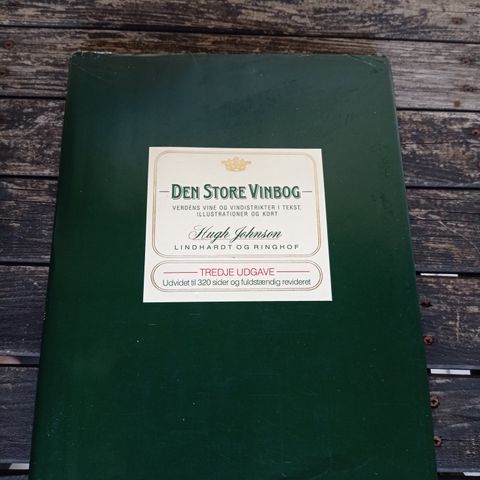 DEN STORE VINBOG
VERDENS VINE OG VINDISTRIKTER I TEKST,
ILLUSTRATIONER OG KORT
Hugh Johnson
LINDHARDT OG RINGHOF
TREDJE UDGAVE
Udvidet til 320 sider og fuldstændig revideret